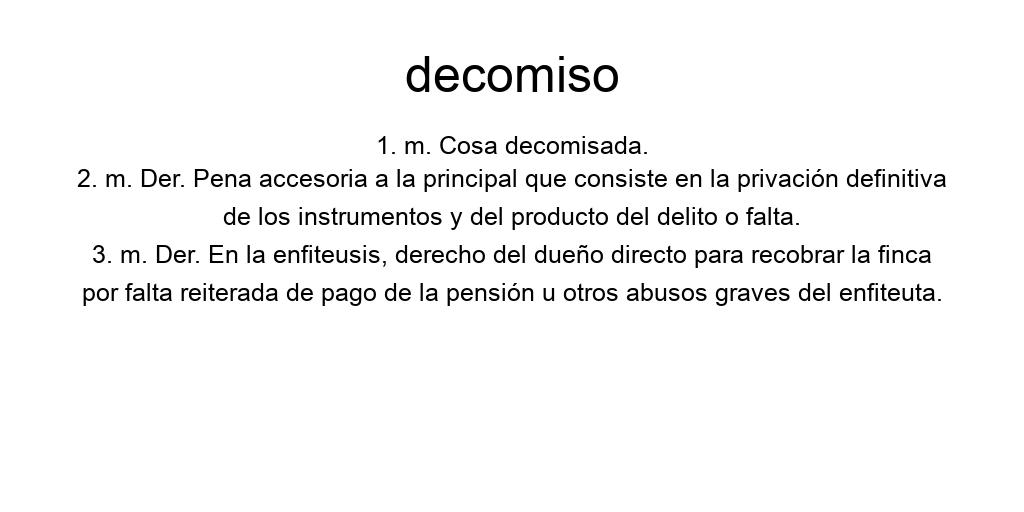 decomiso
1. m. Cosa decomisada.
2. m. Der. Pena accesoria a la principal que consiste en la privación definitiva
de los instrumentos y del producto del delito o falta.
3. m. Der. En la enfiteusis, derecho del dueño directo para recobrar la finca
por falta reiterada de pago de la pensión u otros abusos graves del enfiteuta.